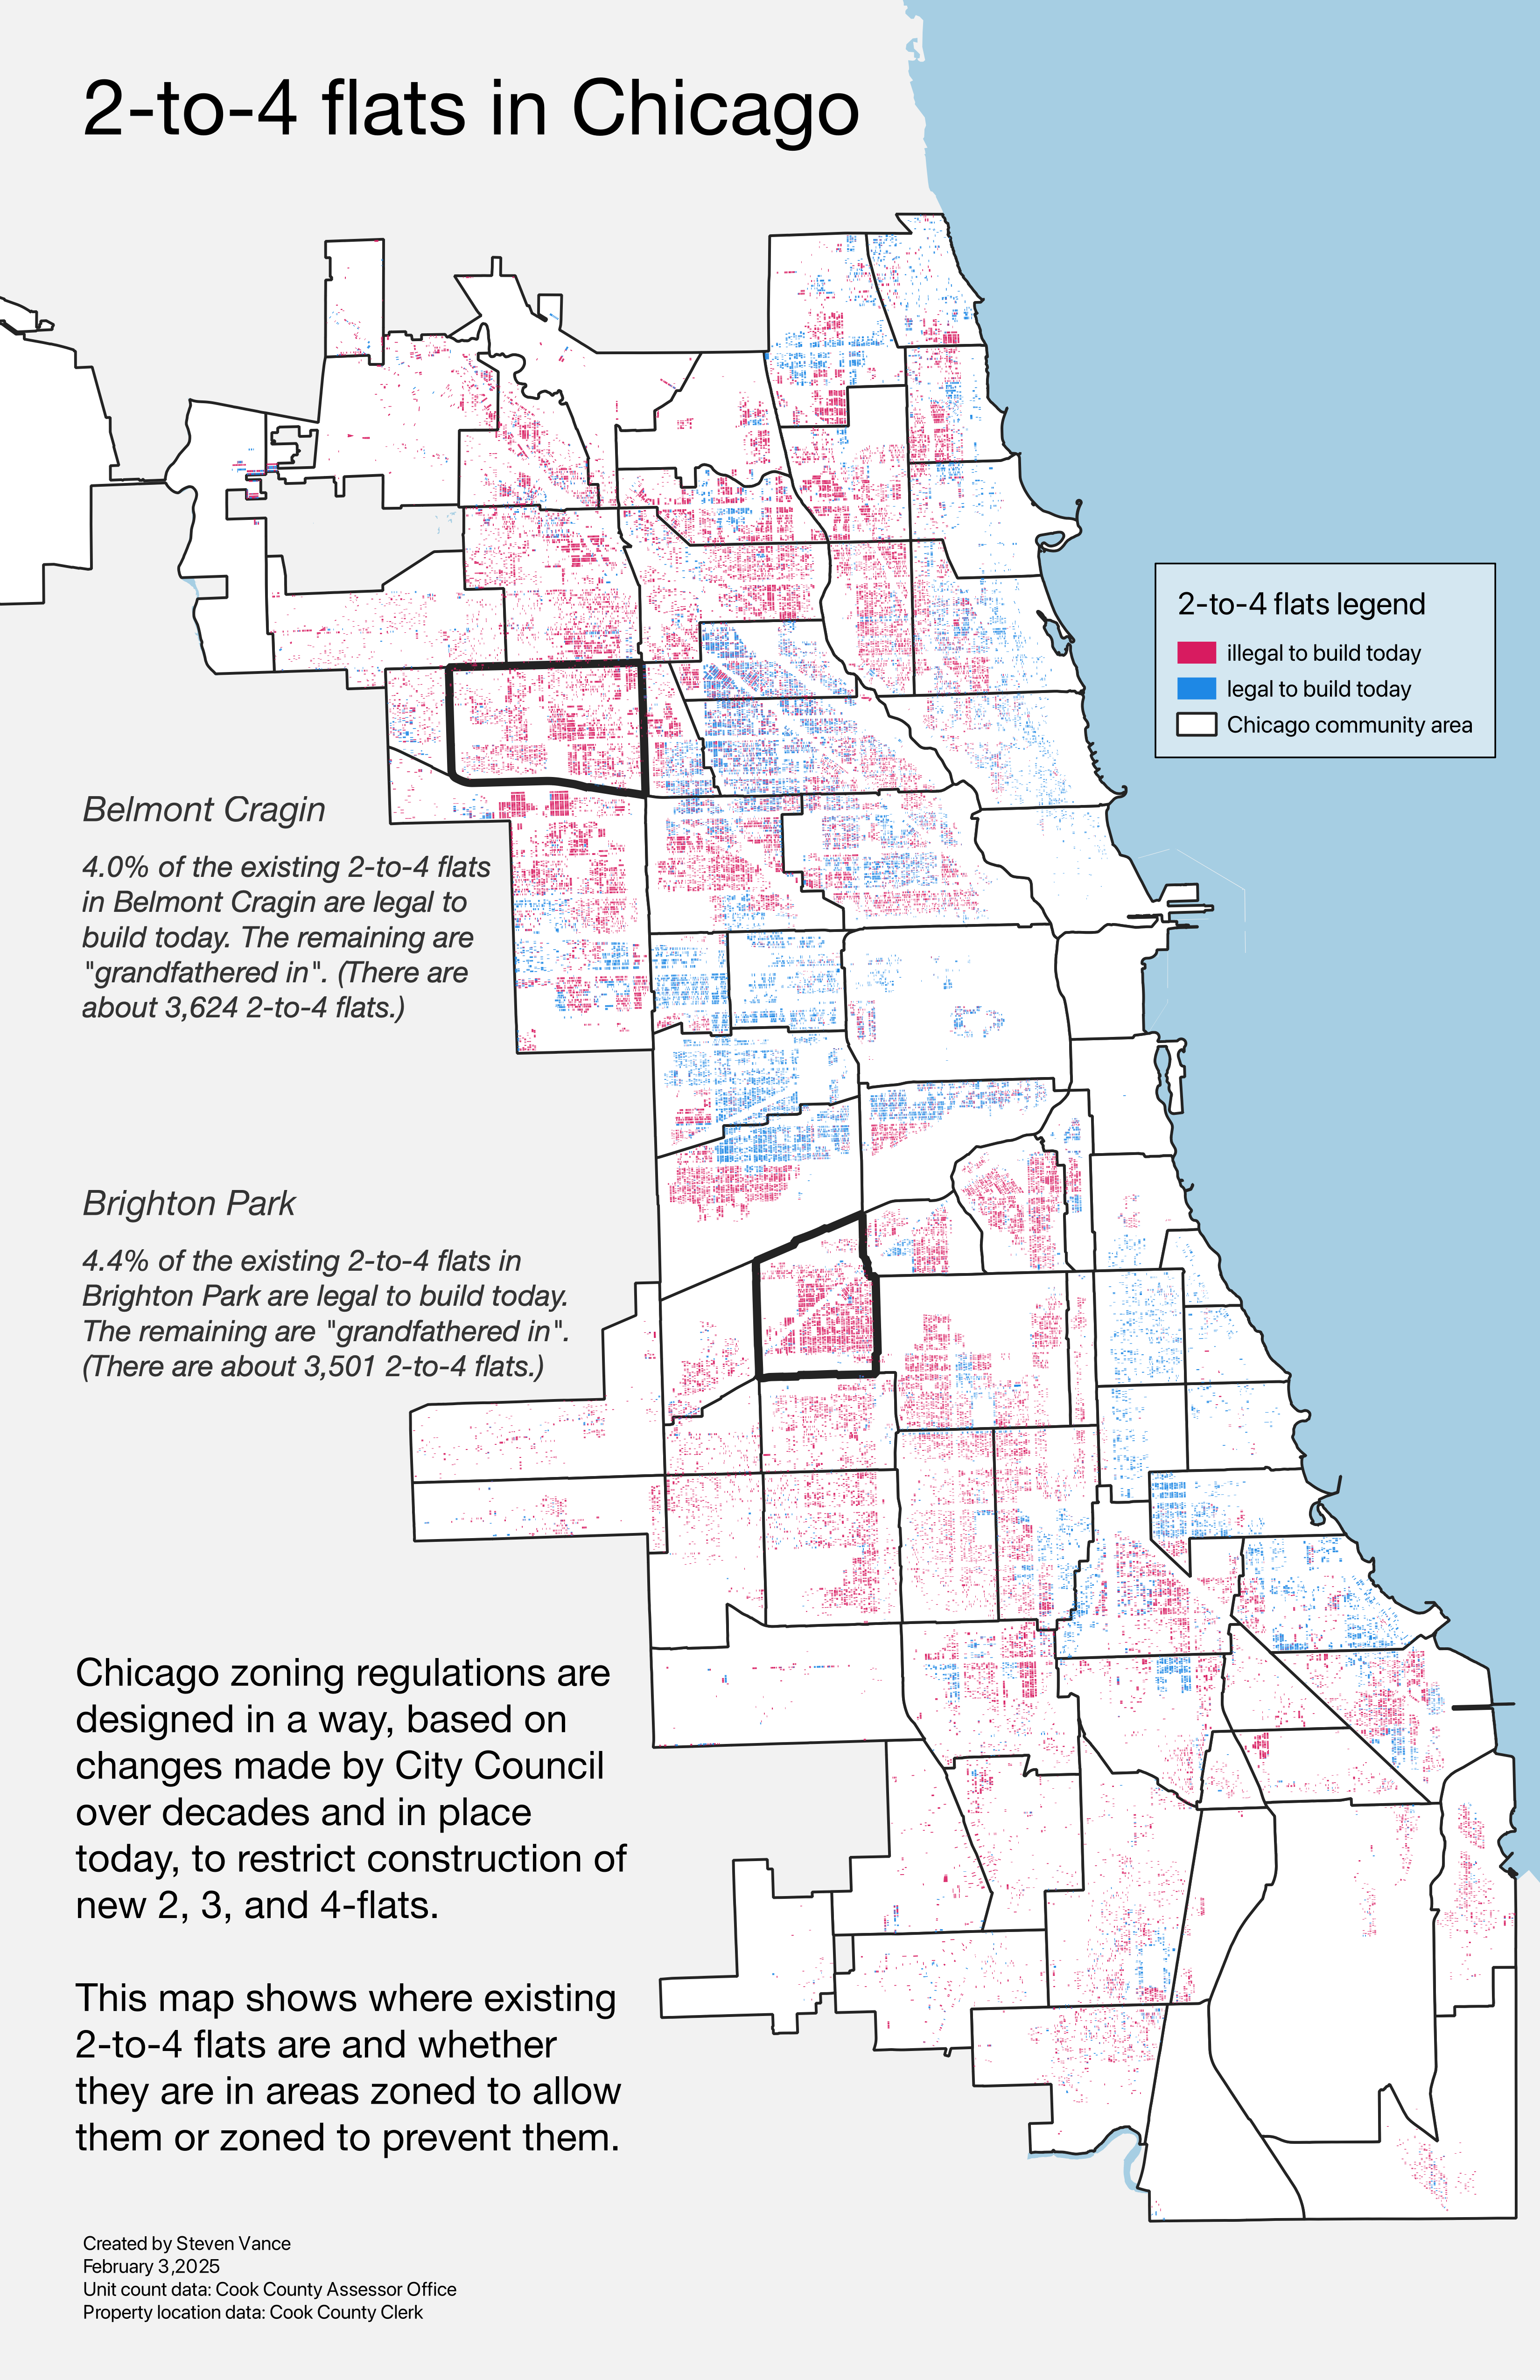 2-to-4 flats in Chicago
2-to-4 flats legend
illegal to build today
legal to build today
Chicago community area
Belmont Cragin
4.0% of the existing 2-to-4 flats
in Belmont Cragin are legal to
build today. The remaining are
"grandfathered in". (There are
about 3,624 2-to-4 flats.)
Brighton Park
4.4% of the existing 2-to-4 flats in
Brighton Park are legal to build today.
The remaining are "grandfathered in".
(There are about 3,501 2-to-4 flats.)
Chicago zoning regulations are
designed in a way, based on
changes made by City Council
over decades and in place
today, to restrict construction of
new 2, 3, and 4-flats.
This map shows where existing
2-to-4 flats are and whether
they are in areas zoned to allow
them or zoned to prevent them.
Created by Steven Vance
February 3,2025
Unit count data: Cook County Assessor Office
Property location data: Cook County Clerk